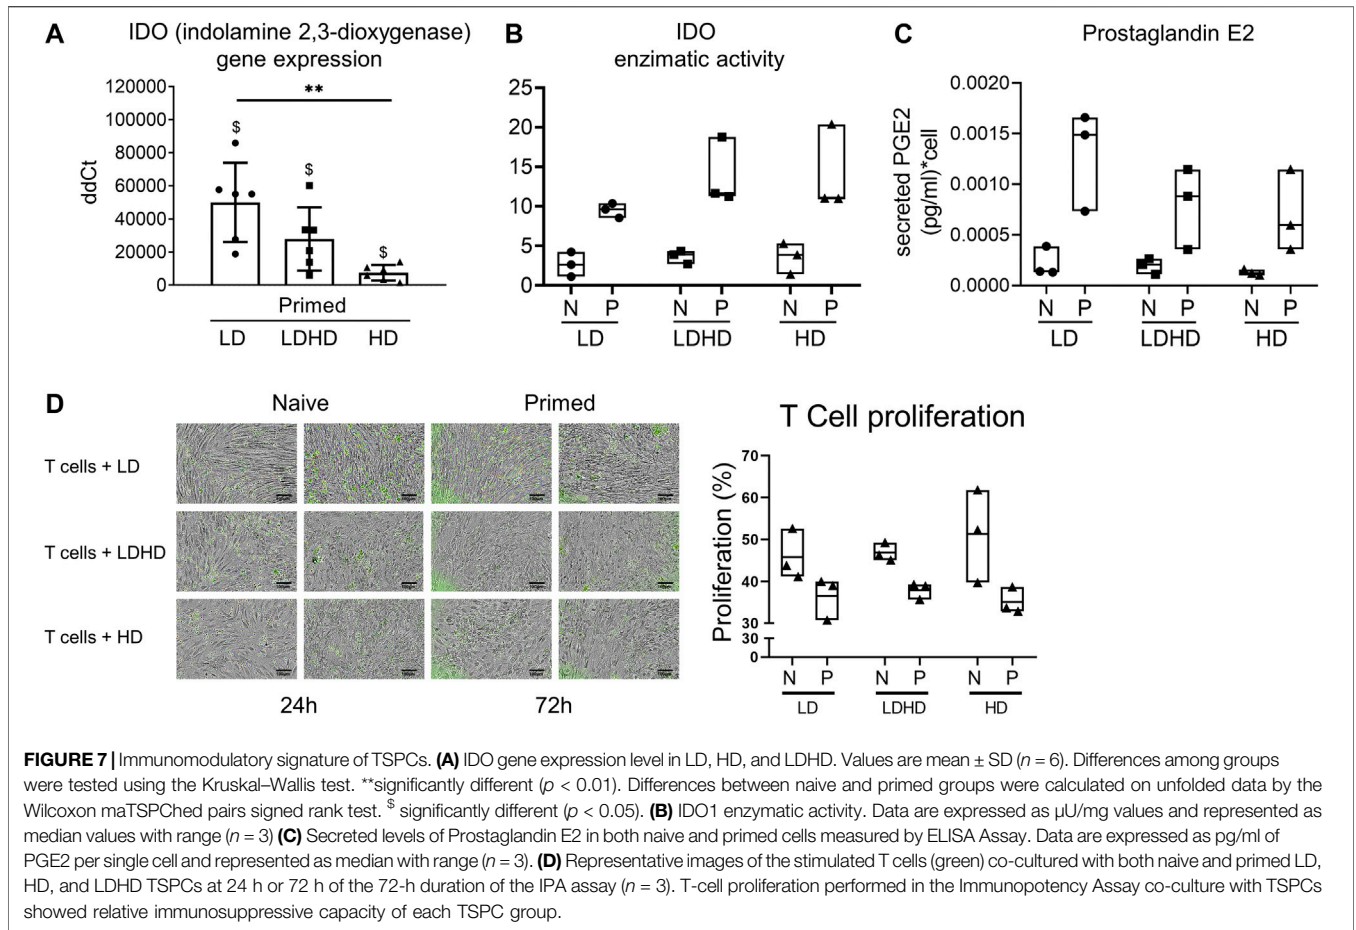 A
IDO (indolamine 2,3-dioxygenase)
gene expression
120000
100000
80000
60000
40000
20000
0
ddCt
**
$
$
$
Primed
LD LDHD HD
B
IDO
enzimatic activity
25
20
15
10
5
0
N P N P N P
LD LDHD HD
C
Prostaglandin E2
0.0020
0.0015
0.0010
0.0005
0.0000
secreted PGE2
(pg/ml)*cell
N P N P N P
LD LDHD HD
D
Naive Primed
T cells + LD
T cells + LDHD
T cells + HD
24h 72h
T Cell proliferation
70
60
50
40
30
30
0
Proliferation (%)
N P N P N P
LD LDHD HD
FIGURE 7 | Immunomodulatory signature of TSPCs. (A) IDO gene expression level in LD, HD, and LDHD. Values are mean ± SD (n = 6). Differences among groups
were tested using the Kruskal–Wallis test. **significantly different (p < 0.01). Differences between naive and primed groups were calculated on unfolded data by the
Wilcoxon maTSPChed pairs signed rank test. $ significantly different (p < 0.05). (B) IDO1 enzymatic activity. Data are expressed as µU/mg values and represented as
median values with range (n = 3) (C) Secreted levels of Prostaglandin E2 in both naive and primed cells measured by ELISA Assay. Data are expressed as pg/ml of
PGE2 per single cell and represented as median with range (n = 3). (D) Representative images of the stimulated T cells (green) co-cultured with both naive and primed LD,
HD, and LDHD TSPCs at 24 h or 72 h of the 72-h duration of the IPA assay (n = 3). T-cell proliferation performed in the Immunopotency Assay co-culture with TSPCs
showed relative immunosuppressive capacity of each TSPC group.